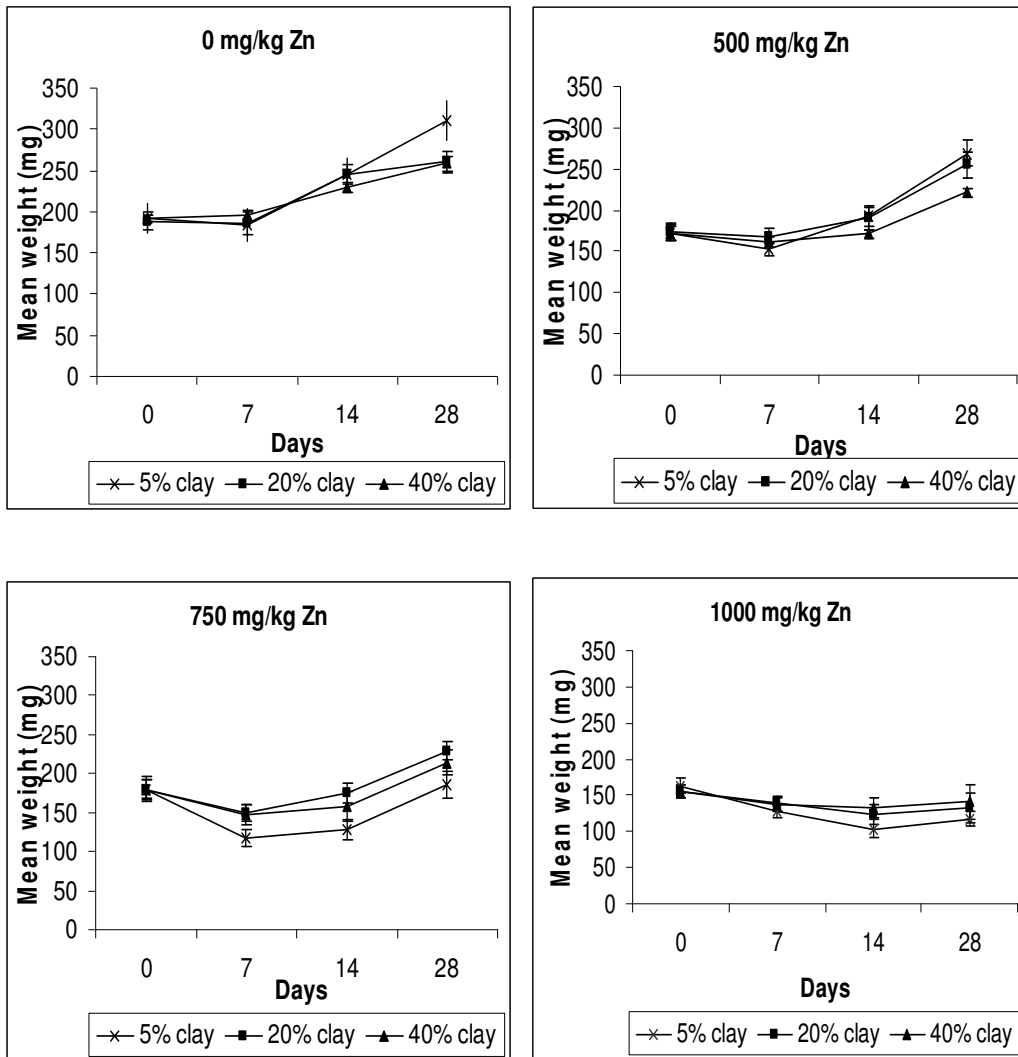 0 mg/kg Zn
Mean weight (mg)
350
300
250
200
150
100
50
0
0 7 14 28
Days
5% clay 20% clay 40% clay
500 mg/kg Zn
Mean weight (mg)
350
300
250
200
150
100
50
0
0 7 14 28
Days
5% clay 20% clay 40% clay
750 mg/kg Zn
Mean weight (mg)
350
300
250
200
150
100
50
0
0 7 14 28
Days
5% clay 20% clay 40% clay
1000 mg/kg Zn
Mean weight (mg)
350
300
250
200
150
100
50
0
0 7 14 28
Days
5% clay 20% clay 40% clay